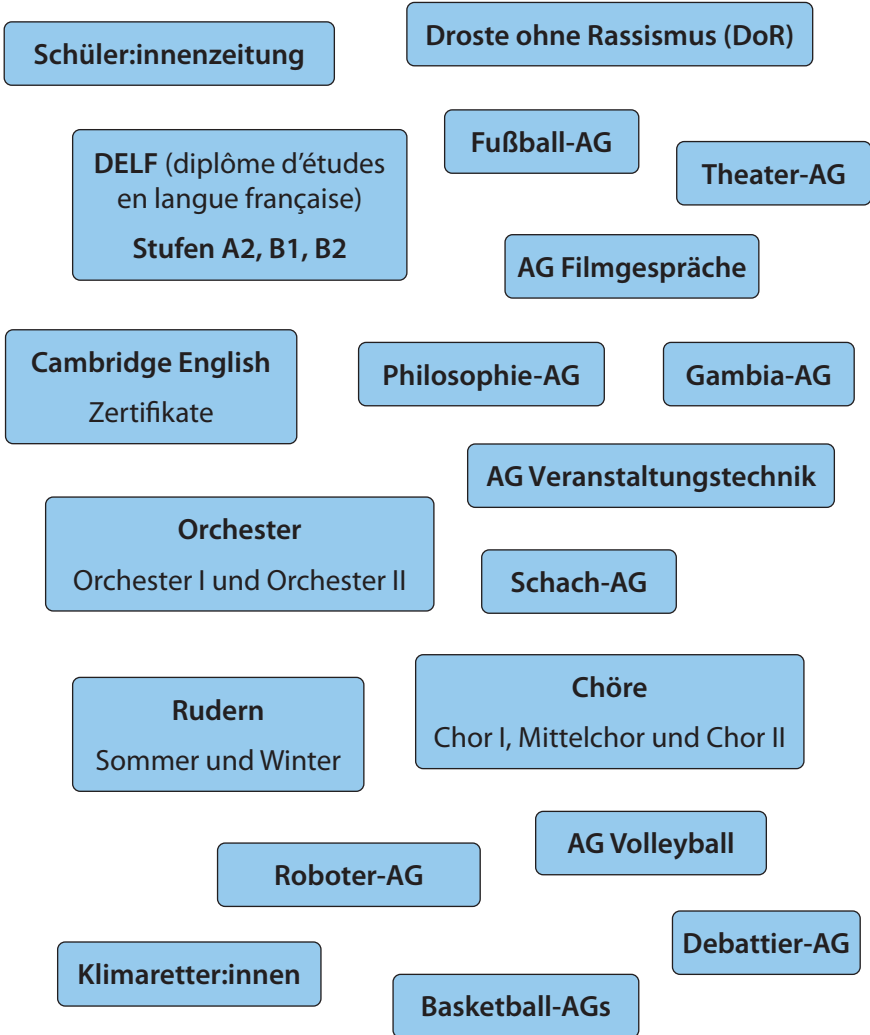 Schüler:innenzeitung
Droste ohne Rassismus (DoR)
DELF (diplôme d’études
en langue française)
Stufen A2, B1, B2
Fußball-AG
Theater-AG
AG Filmgespräche
Cambridge English
Zertifikate
Philosophie-AG
Gambia-AG
AG Veranstaltungstechnik
Orchester
Orchester I und Orchester II
Schach-AG
Rudern
Sommer und Winter
Chöre
Chor I, Mittelchor und Chor II
AG Volleyball
Roboter-AG
Debattier-AG
Klimaretter:innen
Basketball-AGs